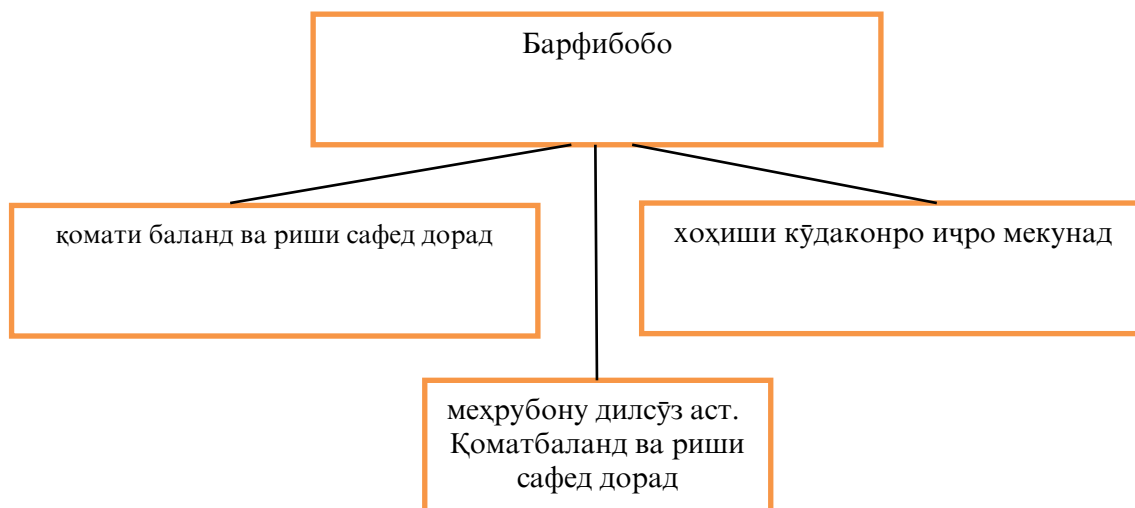 Барфибобо
қомати баланд ва риши сафед дорад
хоҳиши кӯдаконро иҷро мекунад
меҳрубону дилсӯз аст.
Қоматбаланд ва риши
сафед дорад